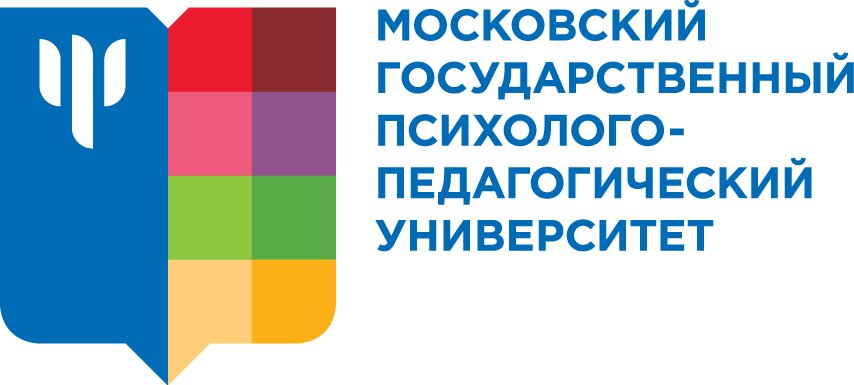 МОСКОВСКИЙ
ГОСУДАРСТВЕННЫЙ
ПСИХОЛОГО-
ПЕДАГОГИЧЕСКИЙ
УНИВЕРСИТЕТ